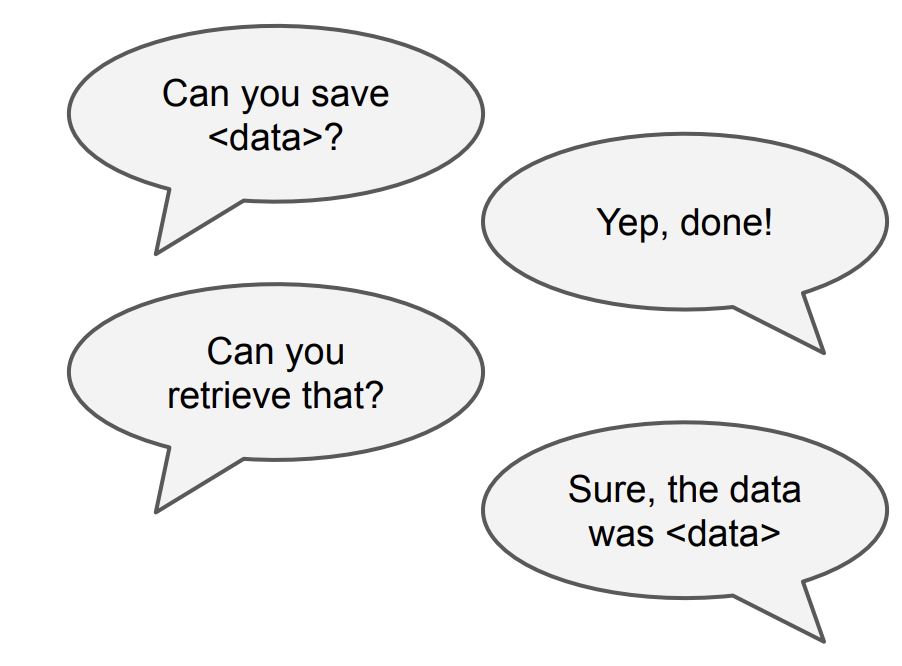 Can you save
<data>?
Yep, done!
Can you
retrieve that?
Sure, the data
was <data>